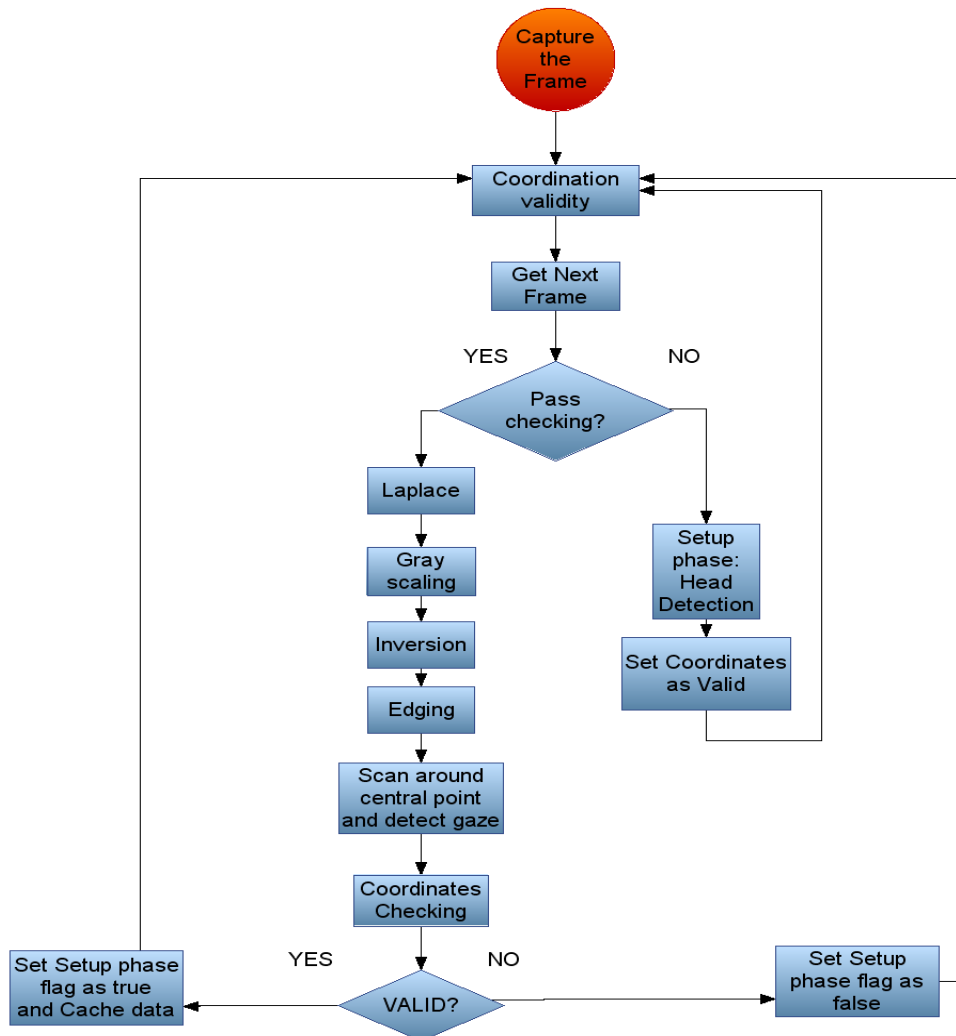 Capture
the
Frame
Coordination
validity
Get Next
Frame
YES
NO
Pass
checking?
Laplace
Gray
scaling
Inversion
Edging
Scan around
central point
and detect gaze
Coordinates
Checking
Setup
phase:
Head
Detection
Set Coordinates
as Valid
YES
NO
VALID?
Set Setup phase
flag as true
and Cache data
Set Setup
phase flag as
false